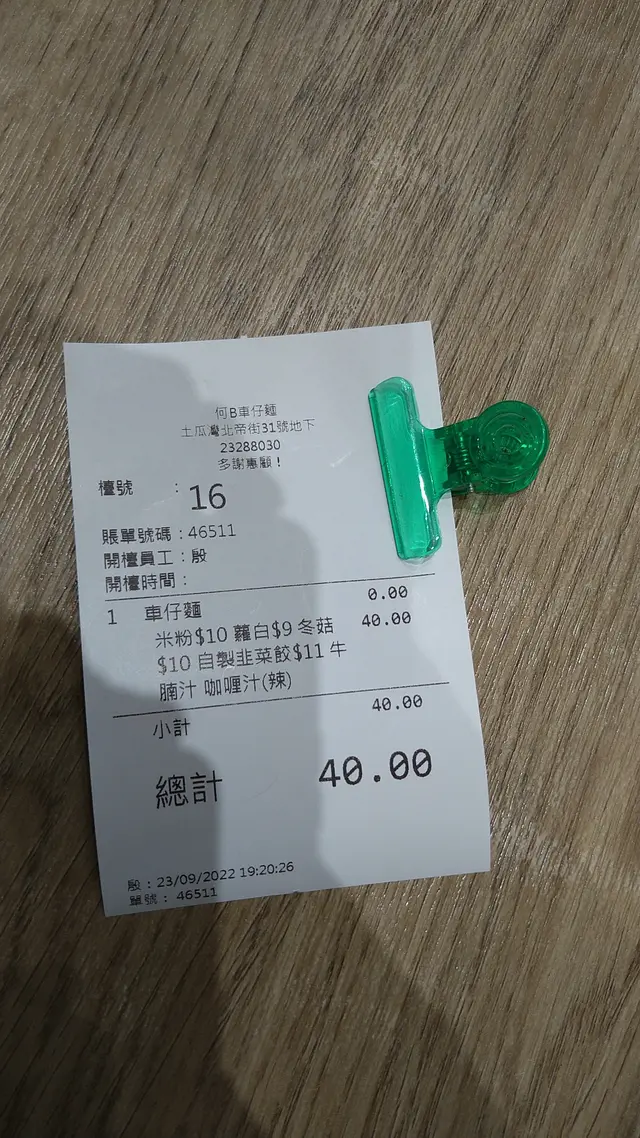 何B車仔麵
土瓜灣北帝街31號地下
23288030
多謝惠顧！
檯號 : 16
賬單號碼：46511
開檯員工：殷
開檯時間：
1 車仔麵 0.00
米粉$10 蘿白$9 冬菇 40.00
$10 自製韭菜餃$11 牛
腩汁 咖喱汁(辣)
小計 40.00
總計 40.00
殷：23/09/2022 19:20:26
單號： 46511